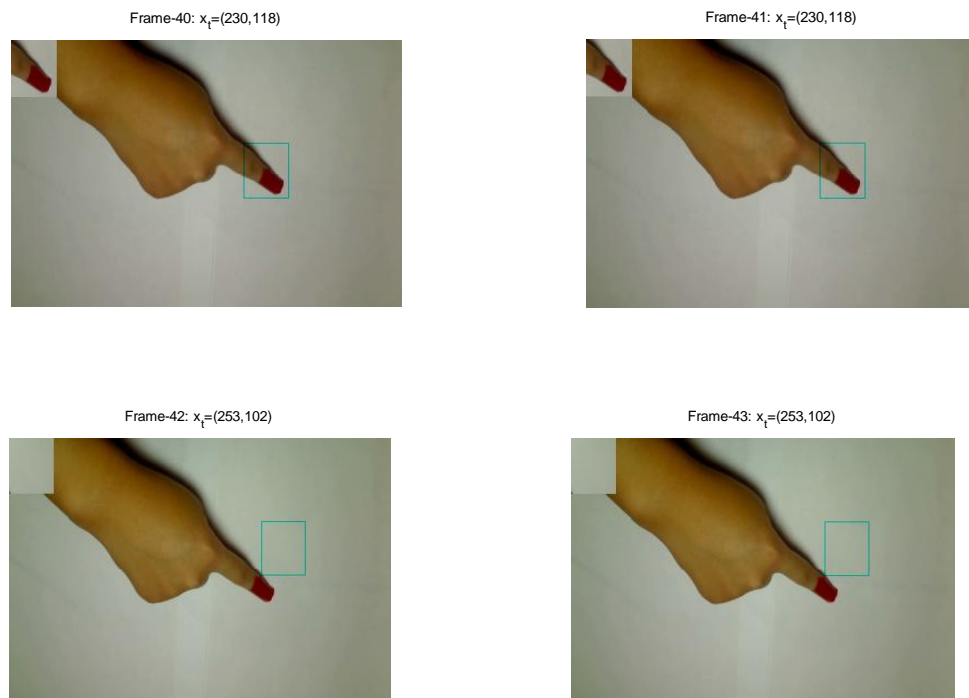 Frame-40: xt=(230,118)
Frame-41: xt=(230,118)
Frame-42: xt=(253,102)
Frame-43: xt=(253,102)